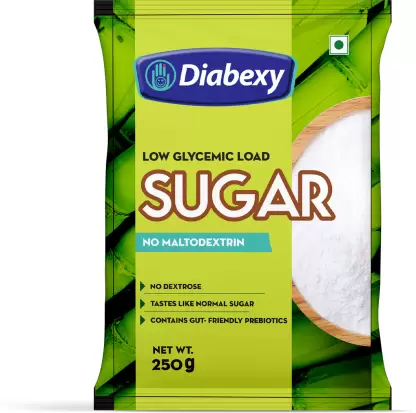 Diabexy
LOW GLYCEMIC LOAD
SUGAR
NO MALTODEXTRIN
NO DEXTROSE
TASTES LIKE NORMAL SUGAR
CONTAINS GUT- FRIENDLY PREBIOTICS
NET WT.
250g